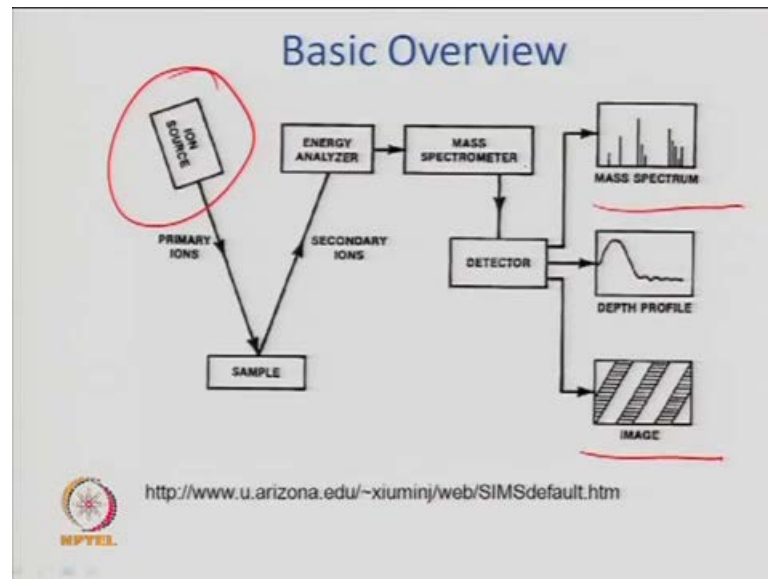 Basic Overview
ION
SOURCE
ENERGY
ANALYZER
MASS
SPECTROMETER
MASS SPECTRUM
PRIMARY
IONS
SECONDARY
IONS
DETECTOR
DEPTH PROFILE
SAMPLE
IMAGE
http://www.u.arizona.edu/~xiuminj/web/SIMSdefault.htm
NPTEL